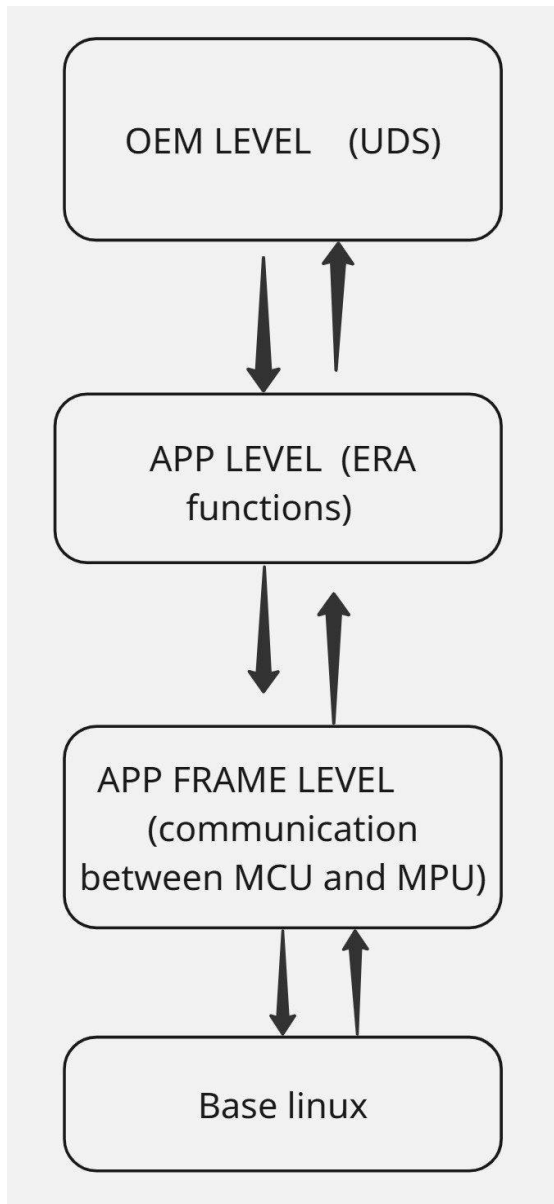 OEM LEVEL (UDS)
APP LEVEL (ERA
functions)
APP FRAME LEVEL
(communication
between MCU and MPU)
Base linux